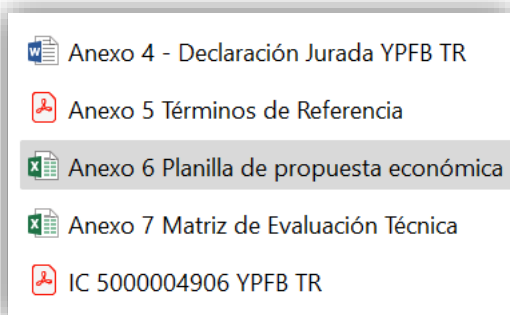 Anexo 4 - Declaración Jurada YPFB TR
Anexo 5 Términos de Referencia
Anexo 6 Planilla de propuesta económica
Anexo 7 Matriz de Evaluación Técnica
IC 5000004906 YPFB TR